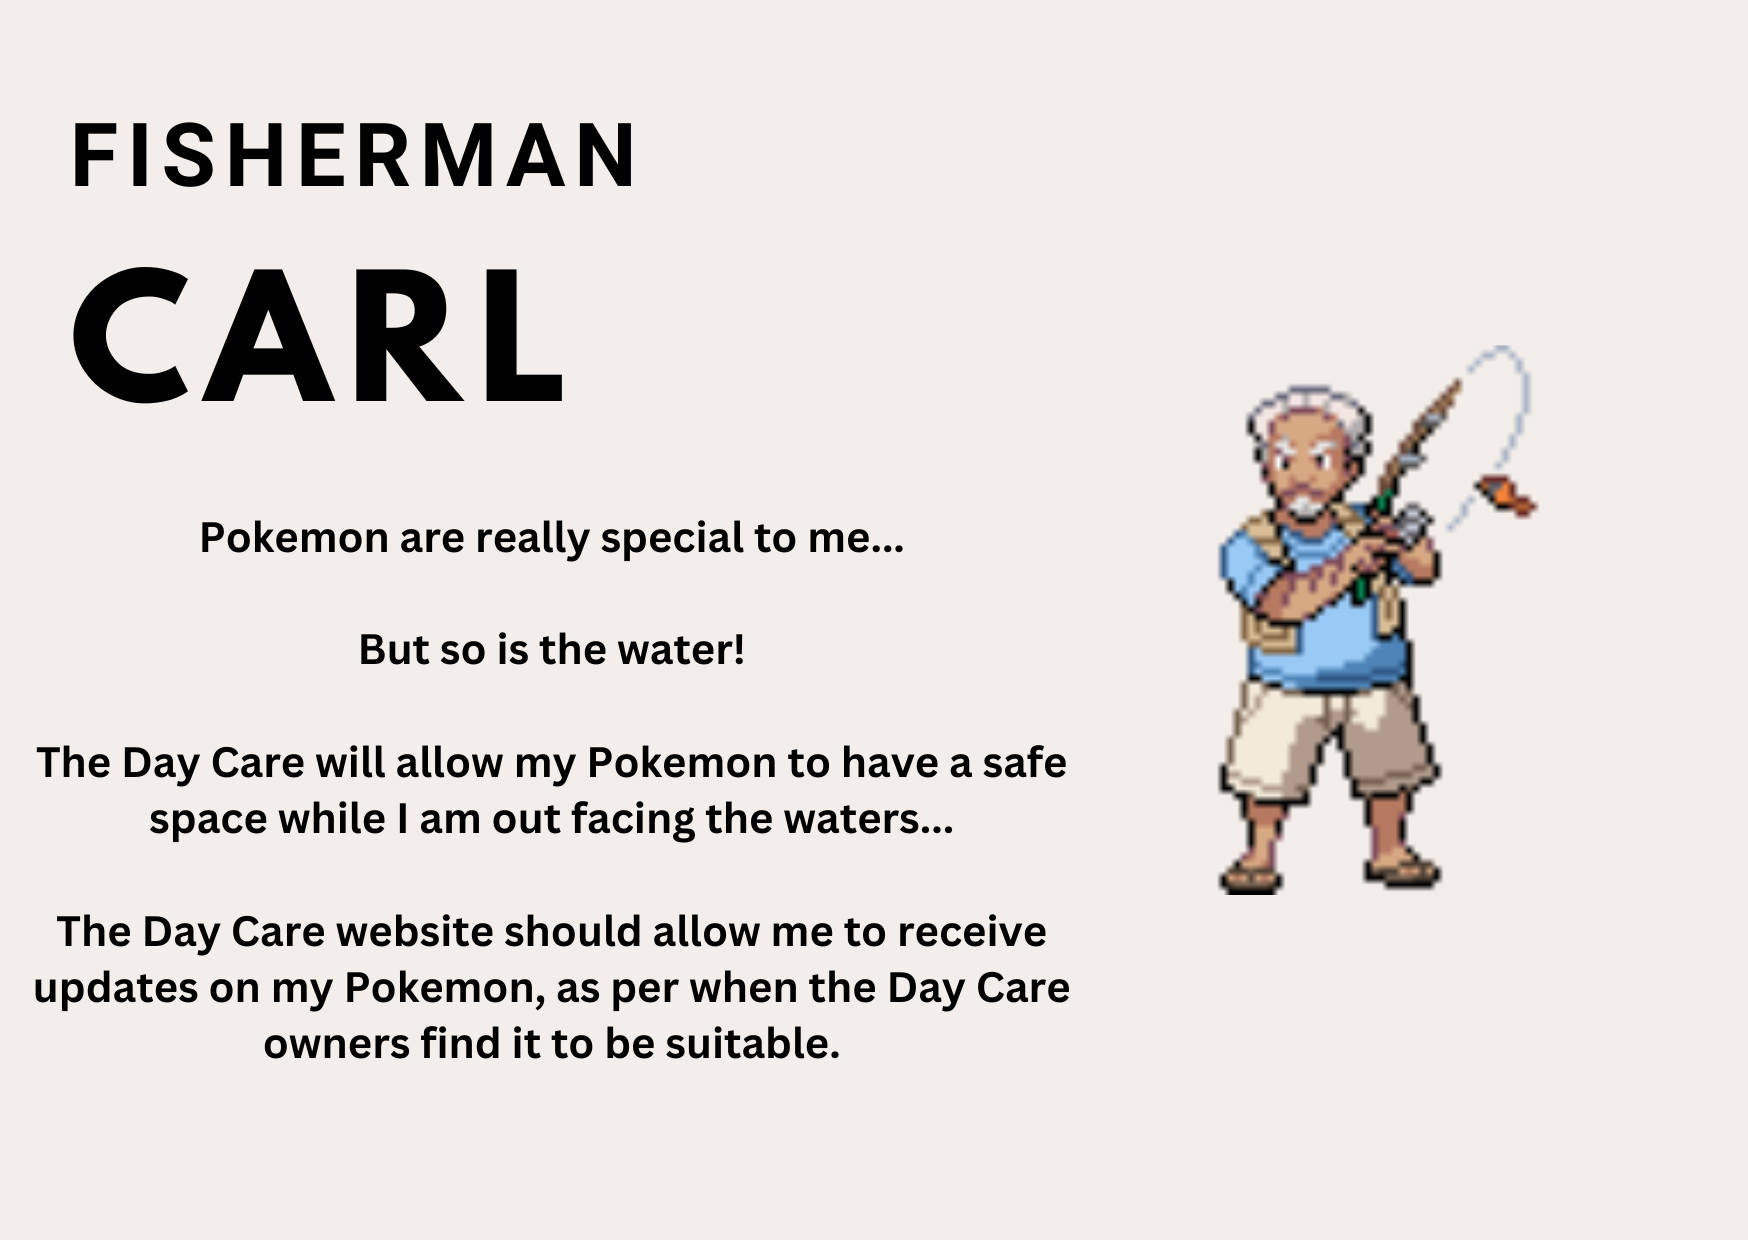 FISHERMAN
CARL
Pokemon are really special to me...
But so is the water!
The Day Care will allow my Pokemon to have a safe
space while I am out facing the waters...
The Day Care website should allow me to receive
updates on my Pokemon, as per when the Day Care
owners find it to be suitable.